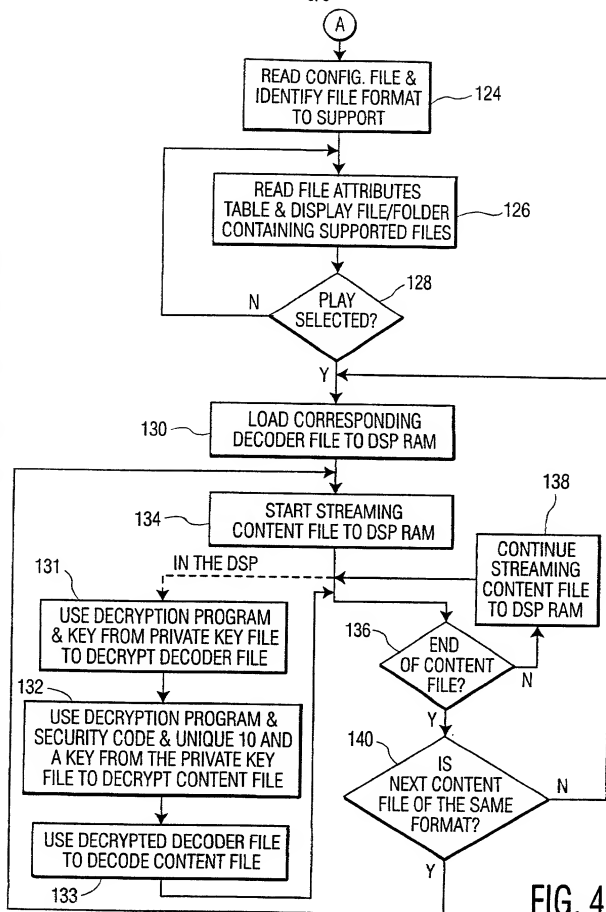 A
READ CONFIG. FILE &
IDENTIFY FILE FORMAT
TO SUPPORT
124
READ FILE ATTRIBUTES
TABLE & DISPLAY FILE/FOLDER
CONTAINING SUPPORTED FILES
126
128
PLAY
SELECTED?
N
Y
LOAD CORRESPONDING
DECODER FILE TO DSP RAM
130
START STREAMING
CONTENT FILE TO DSP RAM
134
138
CONTINUE
STREAMING
CONTENT FILE
TO DSP RAM
IN THE DSP
131
USE DECRYPTION PROGRAM
& KEY FROM PRIVATE KEY FILE
TO DECRYPT DECODER FILE
136
END
OF CONTENT
FILE?
N
Y
132
USE DECRYPTION PROGRAM &
SECURITY CODE & UNIQUE 10 AND
A KEY FROM THE PRIVATE KEY
FILE TO DECRYPT CONTENT FILE
140
IS
NEXT CONTENT
FILE OF THE SAME
FORMAT?
N
Y
USE DECRYPTED DECODER FILE
TO DECODE CONTENT FILE
133
FIG. 4